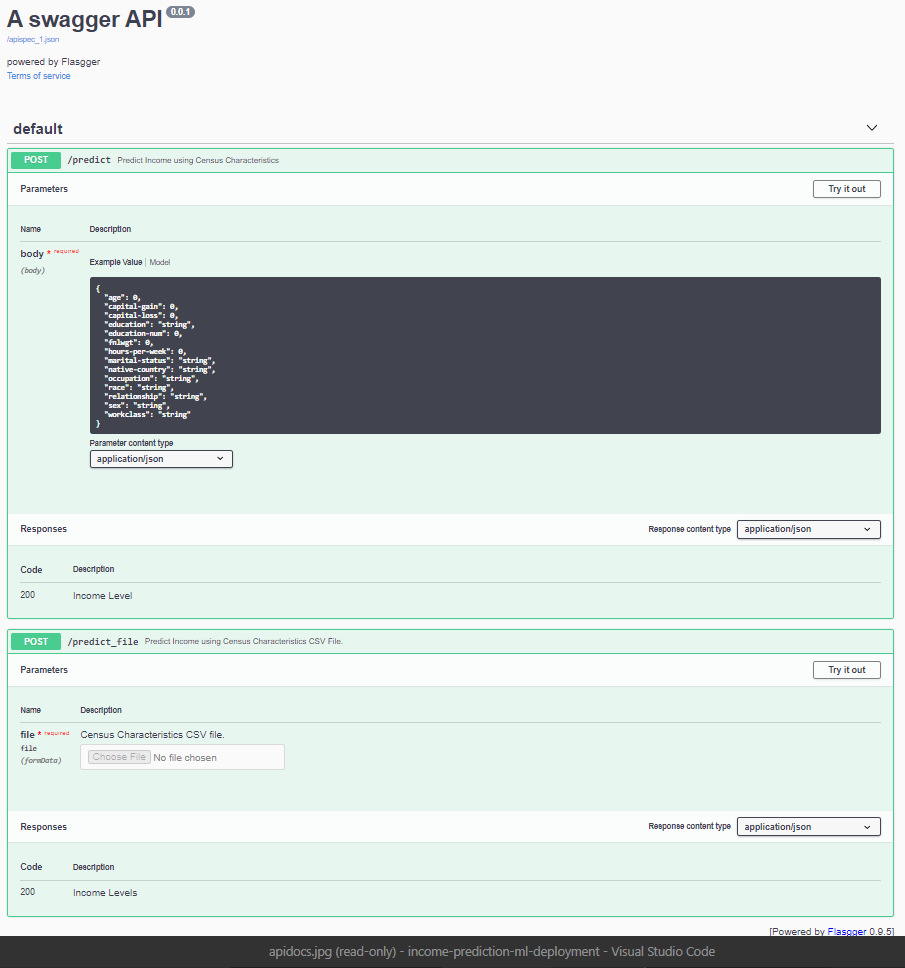 A swagger API 0.0.1
/apispec_1.json
powered by Flasgger
Terms of service
default
POST /predict Predict Income using Census Characteristics
Parameters Try it out
Name Description
body * required
(body)
Example Value | Model
{
"age": 0,
"capital-gain": 0,
"capital-loss": 0,
"education": "string",
"education-num": 0,
"fnlwgt": 0,
"hours-per-week": 0,
"marital-status": "string",
"native-country": "string",
"occupation": "string",
"race": "string",
"relationship": "string",
"sex": "string",
"workclass": "string"
}
Parameter content type
application/json
Responses Response content type application/json
Code Description
200 Income Level
POST /predict_file Predict Income using Census Characteristics CSV File.
Parameters Try it out
Name Description
file * required Census Characteristics CSV file.
file
(formData)
Choose File No file chosen
Responses Response content type application/json
Code Description
200 Income Levels
[Powered by Flasgger 0.9.5]
apidocs.jpg (read-only) - income-prediction-ml-deployment - Visual Studio Code